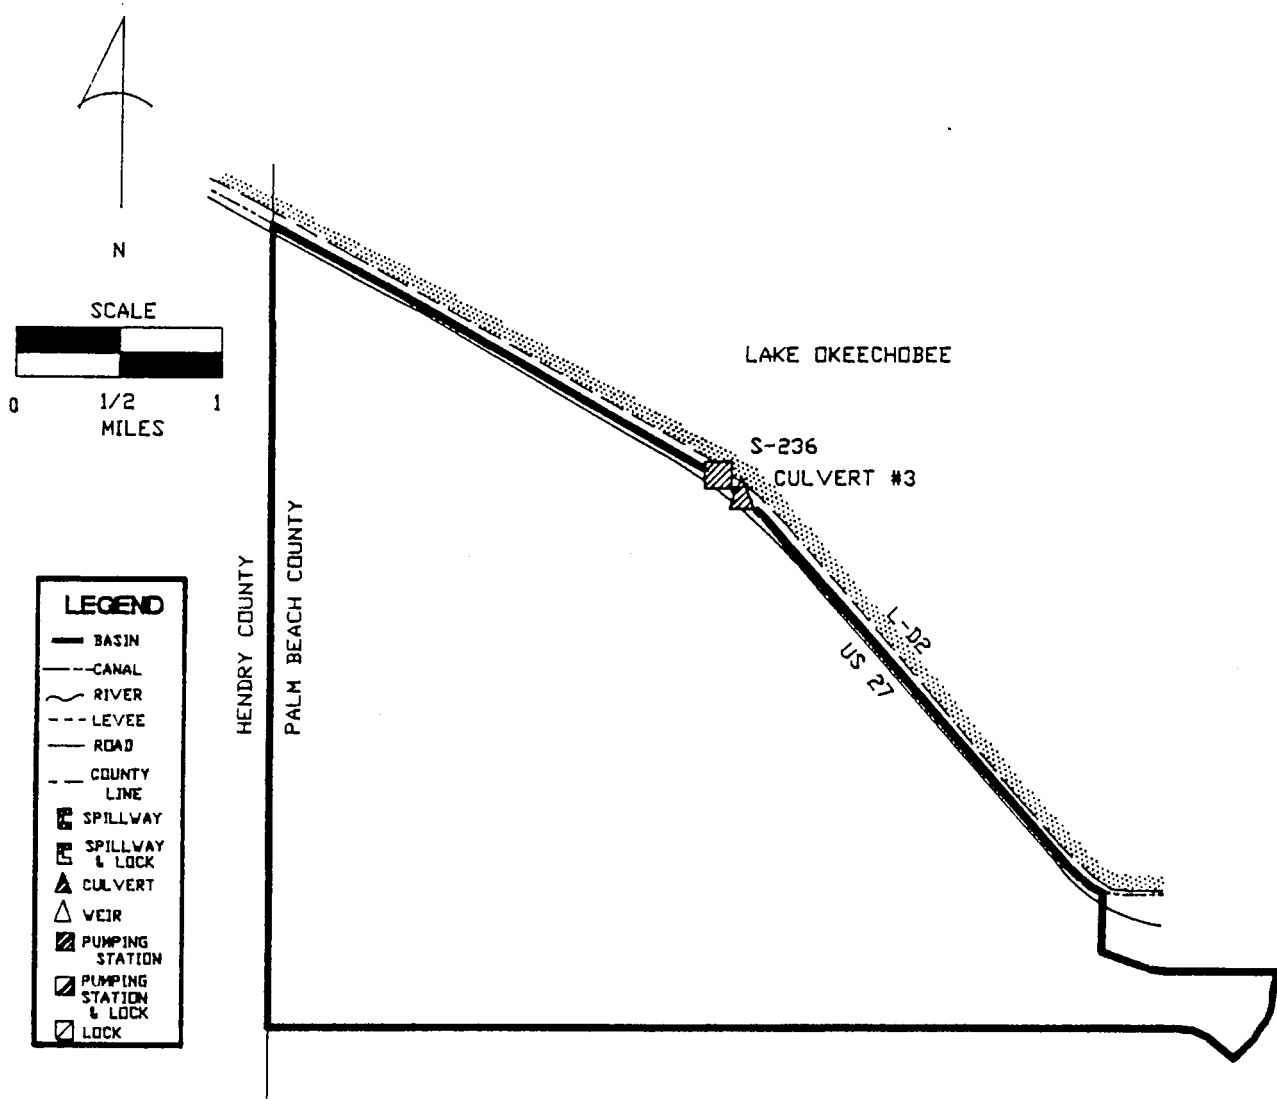 N
SCALE
0 1/2 1
MILES
LAKE OKEECHOBEE
S-236
CULVERT #3
HENDRY COUNTY
PALM BEACH COUNTY
L-D2
US 27
LEGEND
BASIN
CANAL
RIVER
LEVEE
ROAD
COUNTY
LINE
SPILLWAY
SPILLWAY
& LOCK
CULVERT
WEIR
PUMPING
STATION
PUMPING
STATION
& LOCK
LOCK